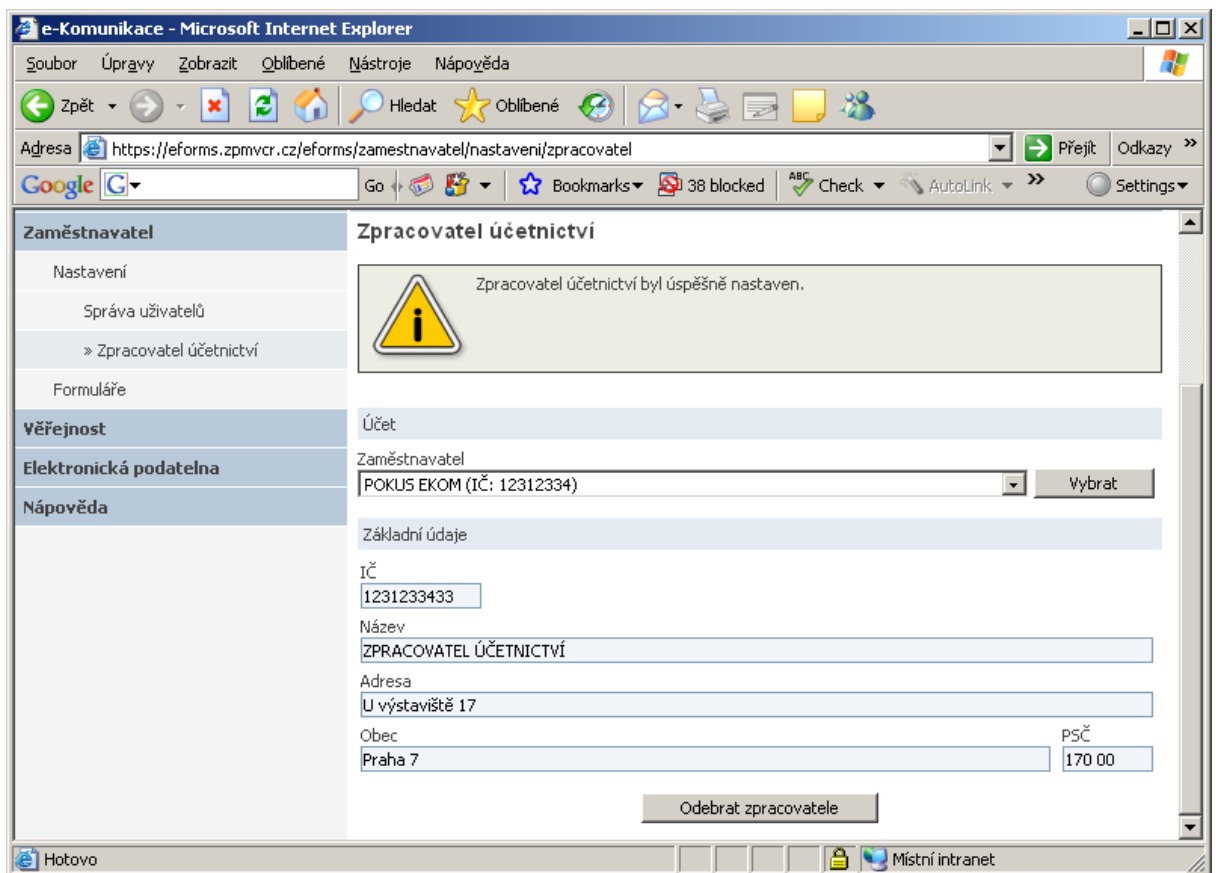 e-Komunikace - Microsoft Internet Explorer
Soubor Úpravy Zobrazit Oblíbené Nástroje Nápověda
Zpět Hledat Oblíbené
Adresa https://eforms.zpmvcr.cz/eforms/zamestnavatel/nastaveni/zpracovatel Přejít Odkazy »
Google G Go Bookmarks 38 blocked ABC Check AutoLink » Settings
Zaměstnavatel
Nastavení
Správa uživatelů
» Zpracovatel účetnictví
Formuláře
Věřejnost
Elektronická podatelna
Nápověda
Zpracovatel účetnictví
Zpracovatel účetnictví byl úspěšně nastaven.
Účet
Zaměstnavatel
POKUS EKOM (IČ: 12312334) Vybrat
Základní údaje
IČ
1231233433
Název
ZPRACOVATEL ÚČETNICTVÍ
Adresa
U výstaviště 17
Obec PSČ
Praha 7 170 00
Odebrat zpracovatele
Hotovo Místní intranet